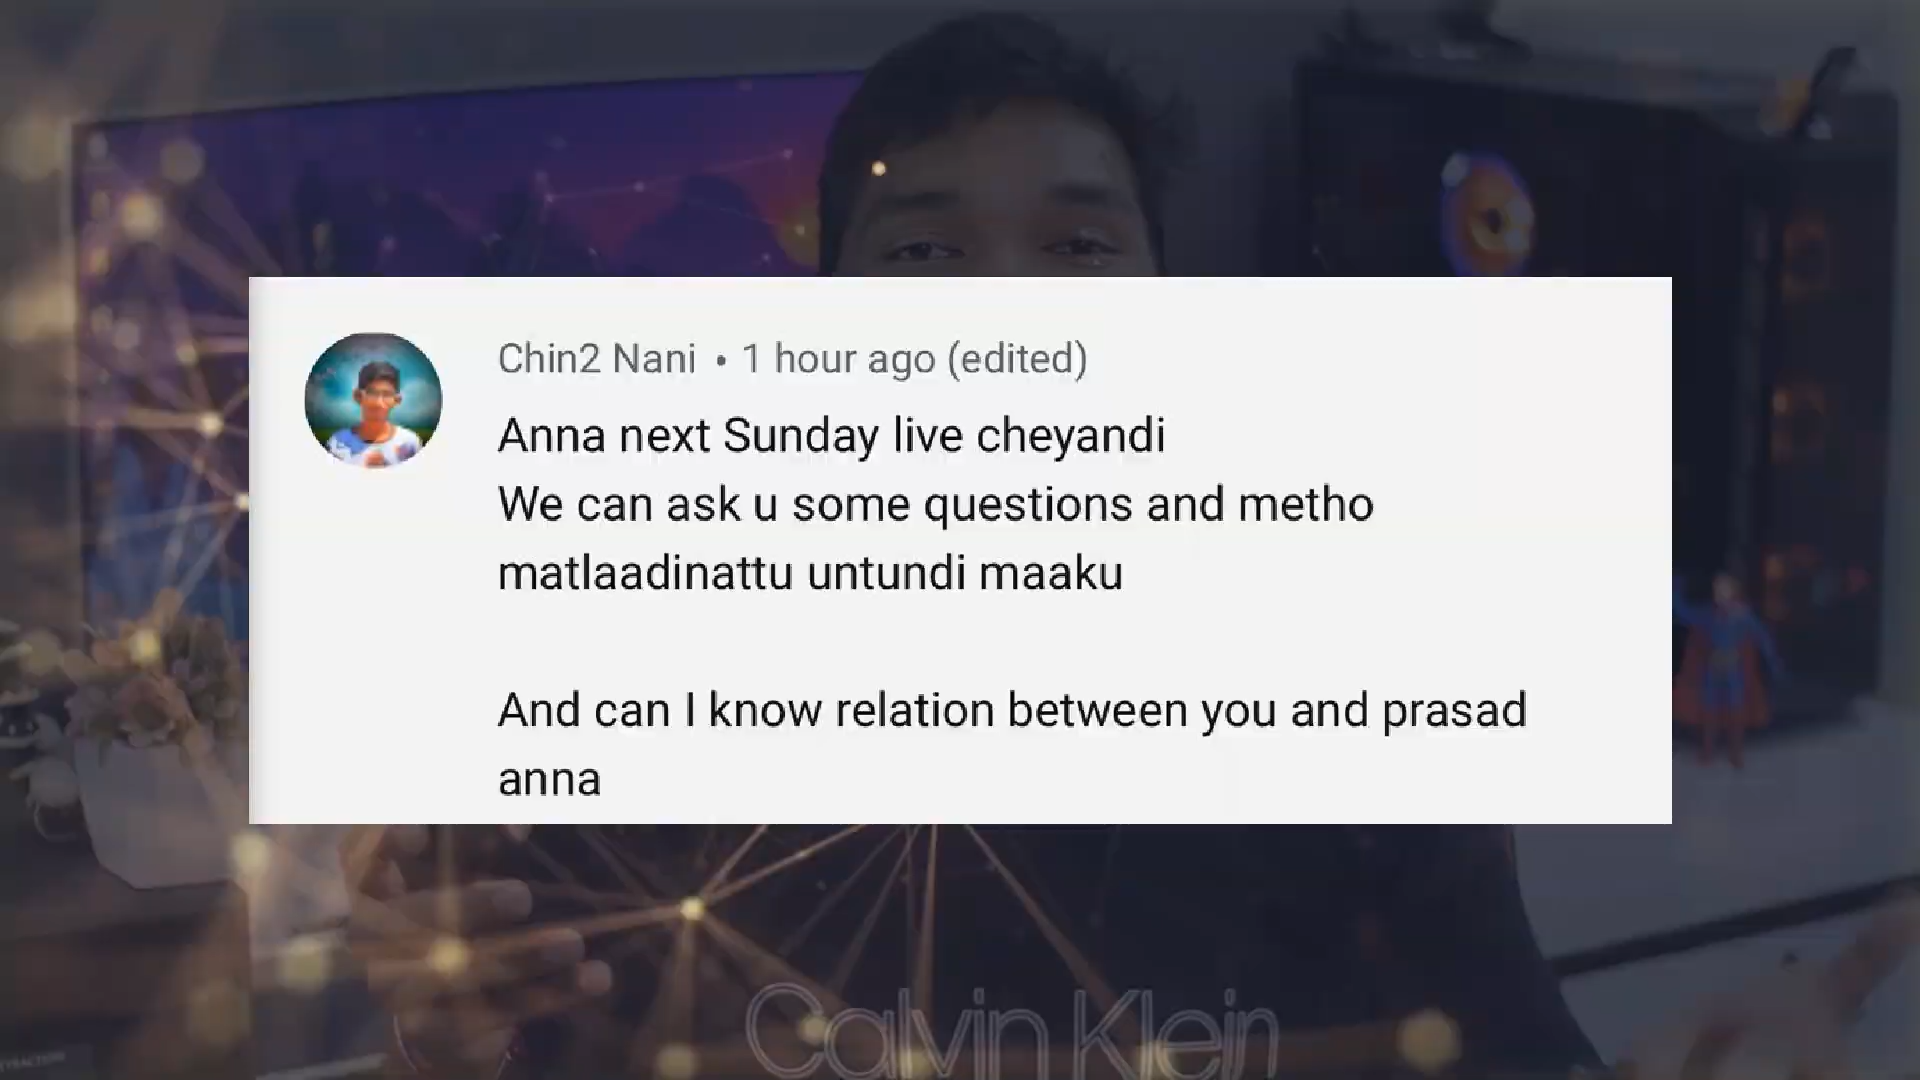 Chin2 Nani • 1 hour ago (edited)
Anna next Sunday live cheyandi
We can ask u some questions and metho
matlaadinattu untundi maaku
And can I know relation between you and prasad
anna
Calvin Klein